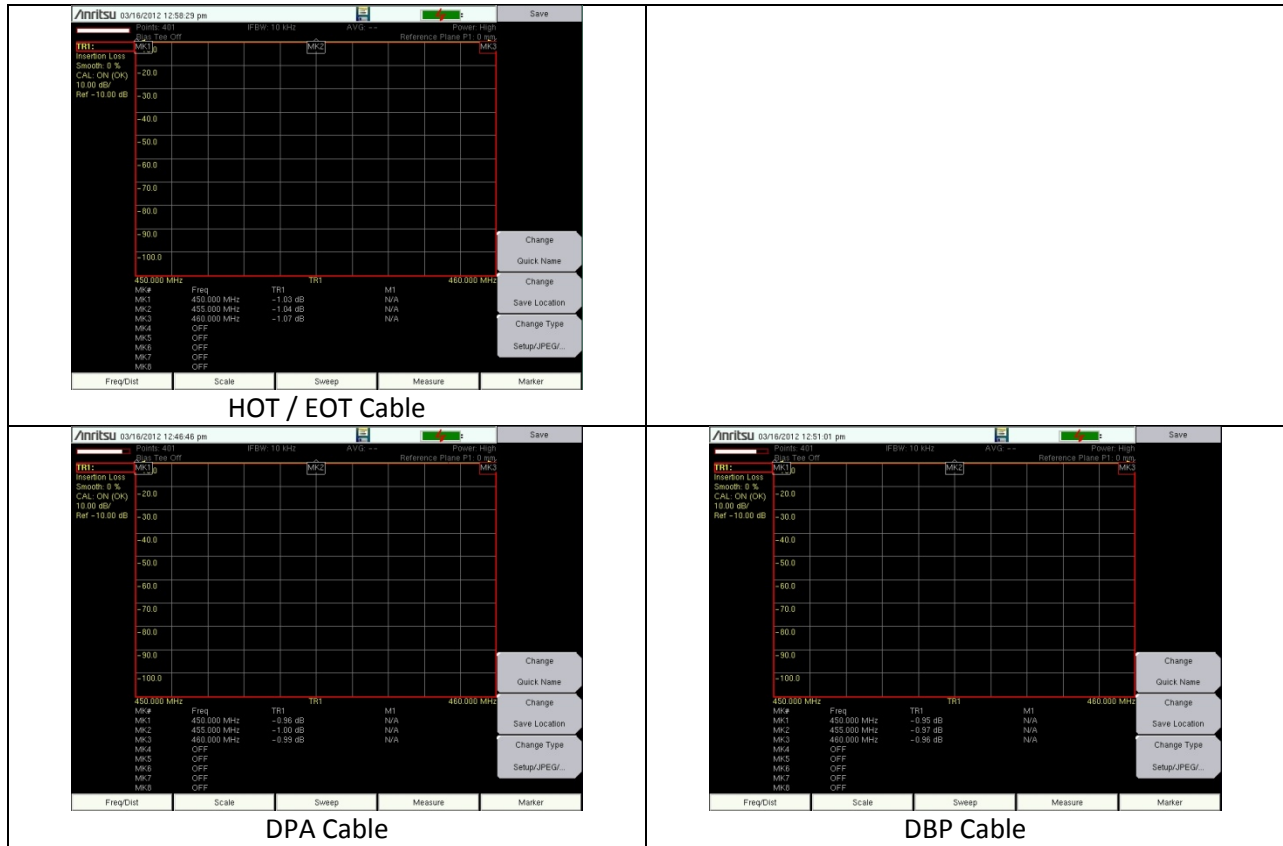 Anritsu 03/16/2012 12:58:29 pm
Save
Points: 401 IFBW: 10 kHz AVG: -- Power: High
Bias Tee Off Reference Plane P1: 0 mm
TR1:
Insertion Loss
Smooth: 0 %
CAL: ON (OK)
10.00 dB/
Ref -10.00 dB
MK1 MK2 MK3
-20.0
-30.0
-40.0
-50.0
-60.0
-70.0
-80.0
-90.0
-100.0
450.000 MHz TR1 460.000 MHz
MK# Freq TR1 M1
MK1 450.000 MHz -1.03 dB N/A
MK2 455.000 MHz -1.04 dB N/A
MK3 460.000 MHz -1.07 dB N/A
MK4 OFF
MK5 OFF
MK6 OFF
MK7 OFF
MK8 OFF
Change
Quick Name
Change
Save Location
Change Type
Setup/JPEG/...
Freq/Dist Scale Sweep Measure Marker
HOT / EOT Cable
Anritsu 03/16/2012 12:46:46 pm
Save
Points: 401 IFBW: 10 kHz AVG: -- Power: High
Bias Tee Off Reference Plane P1: 0 mm
TR1:
Insertion Loss
Smooth: 0 %
CAL: ON (OK)
10.00 dB/
Ref -10.00 dB
MK1 MK2 MK3
-20.0
-30.0
-40.0
-50.0
-60.0
-70.0
-80.0
-90.0
-100.0
450.000 MHz TR1 460.000 MHz
MK# Freq TR1 M1
MK1 450.000 MHz -0.96 dB N/A
MK2 455.000 MHz -1.00 dB N/A
MK3 460.000 MHz -0.99 dB N/A
MK4 OFF
MK5 OFF
MK6 OFF
MK7 OFF
MK8 OFF
Change
Quick Name
Change
Save Location
Change Type
Setup/JPEG/...
Freq/Dist Scale Sweep Measure Marker
DPA Cable
Anritsu 03/16/2012 12:51:01 pm
Save
Points: 401 IFBW: 10 kHz AVG: -- Power: High
Bias Tee Off Reference Plane P1: 0 mm
TR1:
Insertion Loss
Smooth: 0 %
CAL: ON (OK)
10.00 dB/
Ref -10.00 dB
MK1 MK2 MK3
-20.0
-30.0
-40.0
-50.0
-60.0
-70.0
-80.0
-90.0
-100.0
450.000 MHz TR1 460.000 MHz
MK# Freq TR1 M1
MK1 450.000 MHz -0.95 dB N/A
MK2 455.000 MHz -0.97 dB N/A
MK3 460.000 MHz -0.96 dB N/A
MK4 OFF
MK5 OFF
MK6 OFF
MK7 OFF
MK8 OFF
Change
Quick Name
Change
Save Location
Change Type
Setup/JPEG/...
Freq/Dist Scale Sweep Measure Marker
DBP Cable